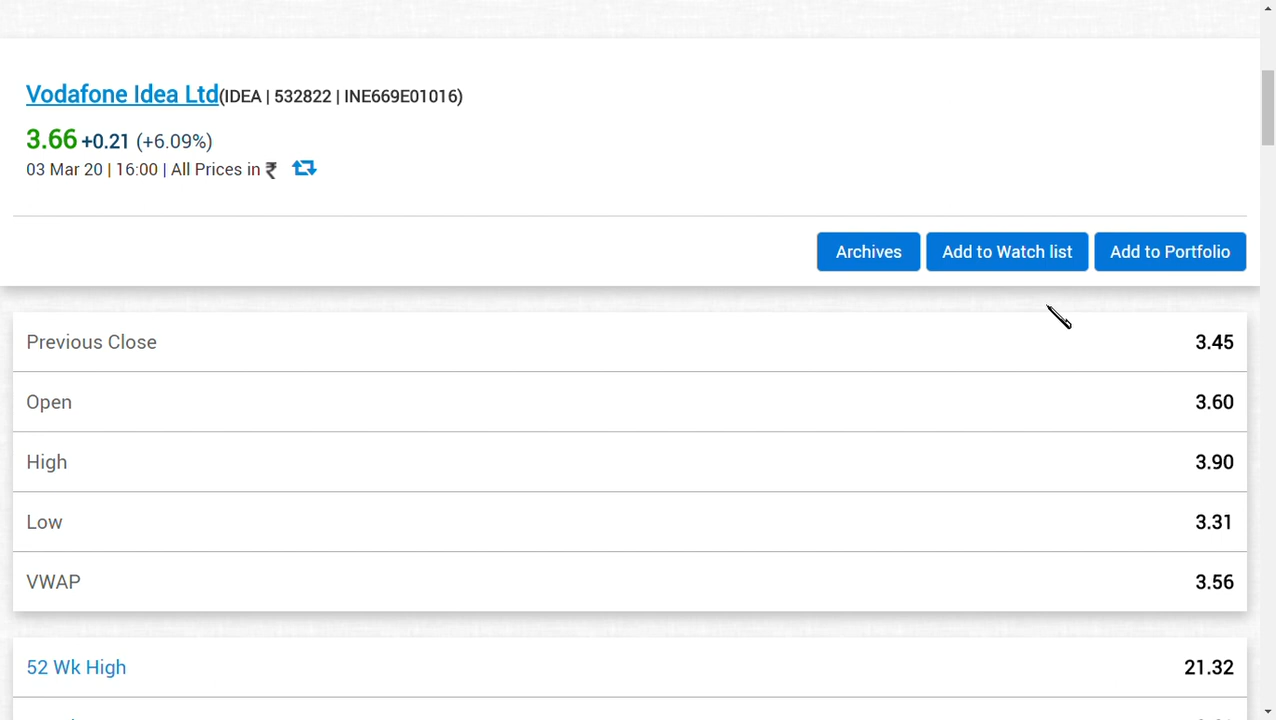 Vodafone Idea Ltd(IDEA | 532822 | INE669E01016)
3.66 +0.21 (+6.09%)
03 Mar 20 | 16:00 | All Prices in ₹
Archives Add to Watch list Add to Portfolio
Previous Close 3.45
Open 3.60
High 3.90
Low 3.31
VWAP 3.56
52 Wk High 21.32